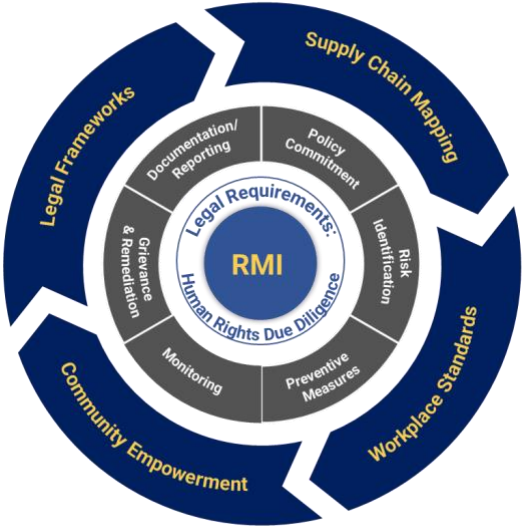 Legal Frameworks
Supply Chain Mapping
Workplace Standards
Community Empowerment
Documentation/
Reporting
Policy
Commitment
Risk
Identification
Preventive
Measures
Monitoring
Grievance
& Remediation
Legal Requirements:
Human Rights Due Diligence
RMI